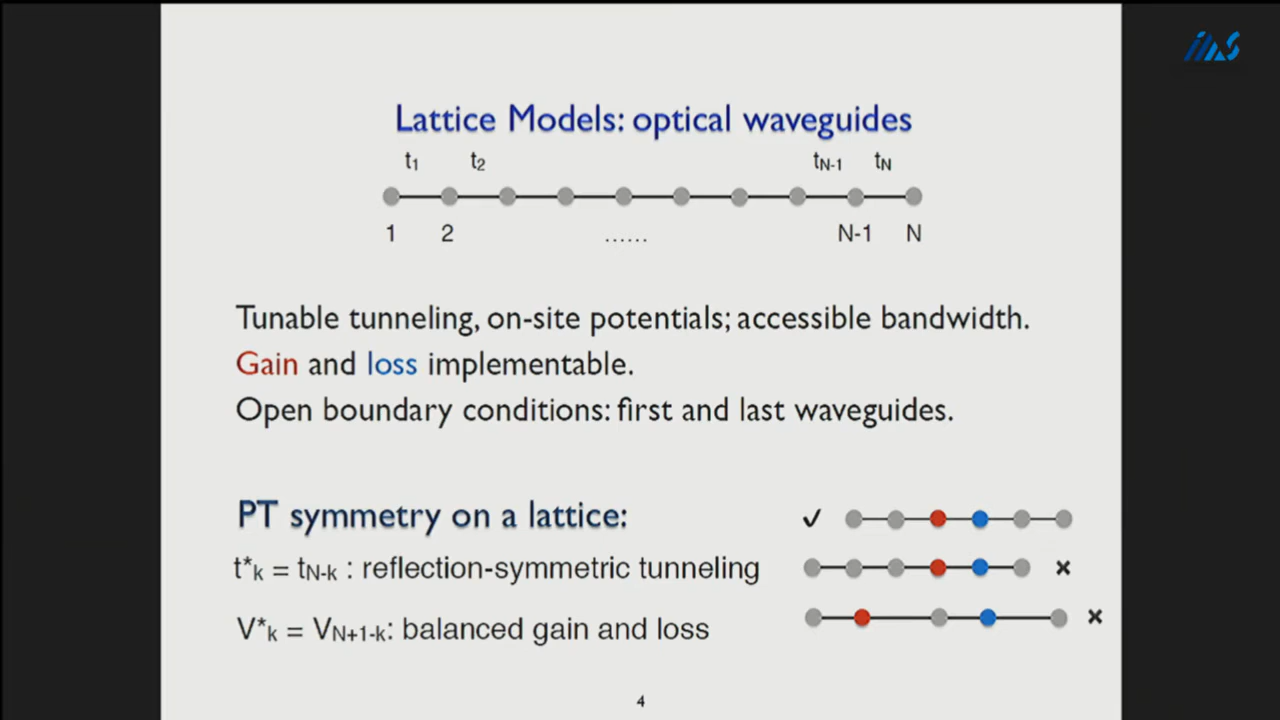 IIAS
Lattice Models: optical waveguides
t1 t2 tN-1 tN
1 2 ...... N-1 N
Tunable tunneling, on-site potentials; accessible bandwidth.
Gain and loss implementable.
Open boundary conditions: first and last waveguides.
PT symmetry on a lattice:
t*k = tN-k : reflection-symmetric tunneling
V*k = VN+1-k: balanced gain and loss
4